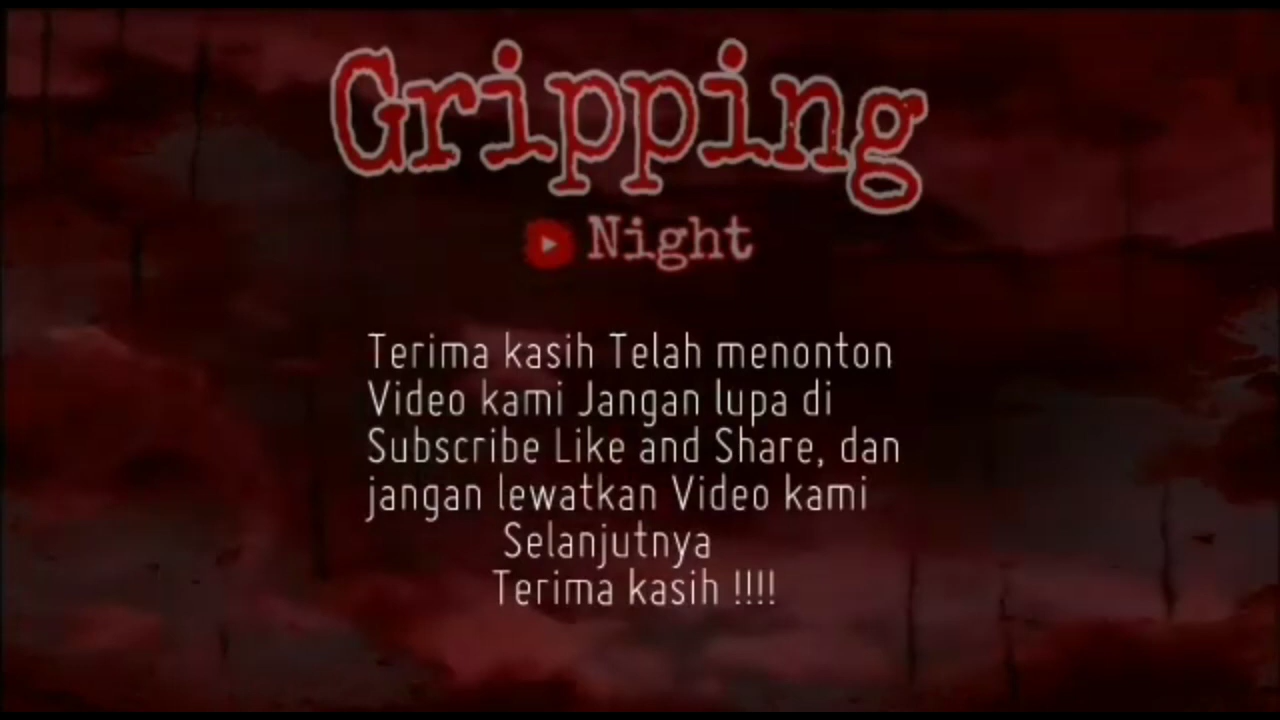 Gripping
Night
Terima kasih Telah menonton
Video kami Jangan lupa di
Subscribe Like and Share, dan
jangan lewatkan Video kami
Selanjutnya
Terima kasih !!!!